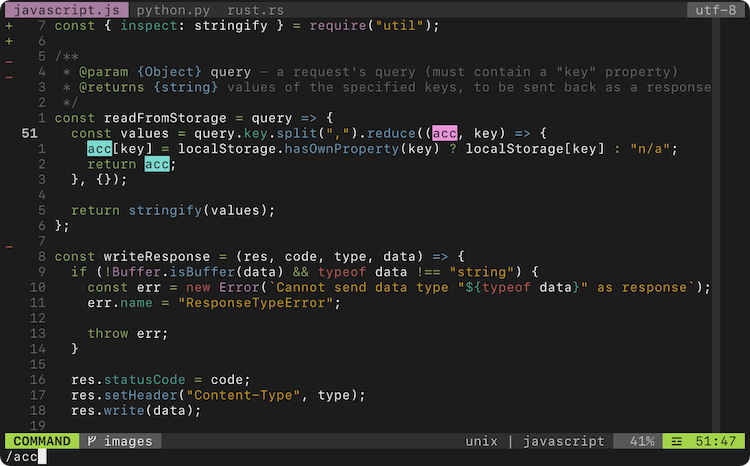 javascript.js python.py rust.rs utf-8
+ 7 const { inspect: stringify } = require("util");
+ 6
_ 5 /**
_ 4 * @param {Object} query – a request's query (must contain a "key" property)
3 * @returns {string} values of the specified keys, to be sent back as a response
2 */
1 const readFromStorage = query => {
51 const values = query.key.split(",").reduce((acc, key) => {
1 acc[key] = localStorage.hasOwnProperty(key) ? localStorage[key] : "n/a";
2 return acc;
3 }, {});
4
5 return stringify(values);
6 };
_ 7
8 const writeResponse = (res, code, type, data) => {
9 if (!Buffer.isBuffer(data) && typeof data !== "string") {
10 const err = new Error(`Cannot send data type "${typeof data}" as response`);
11 err.name = "ResponseTypeError";
12
13 throw err;
14 }
15
16 res.statusCode = code;
17 res.setHeader("Content-Type", type);
18 res.write(data);
19
COMMAND images unix | javascript 41% ☲ 51:47
/acc